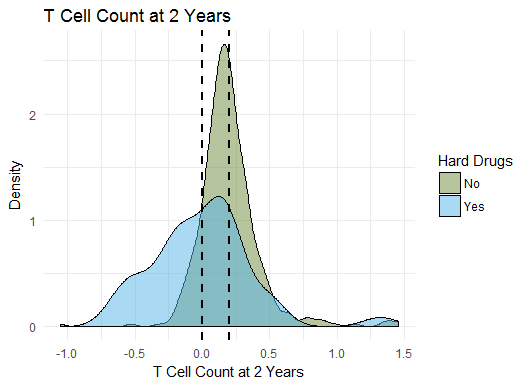 T Cell Count at 2 Years
Density
2
1
0
-1.0 -0.5 0.0 0.5 1.0 1.5
T Cell Count at 2 Years
Hard Drugs
No
Yes